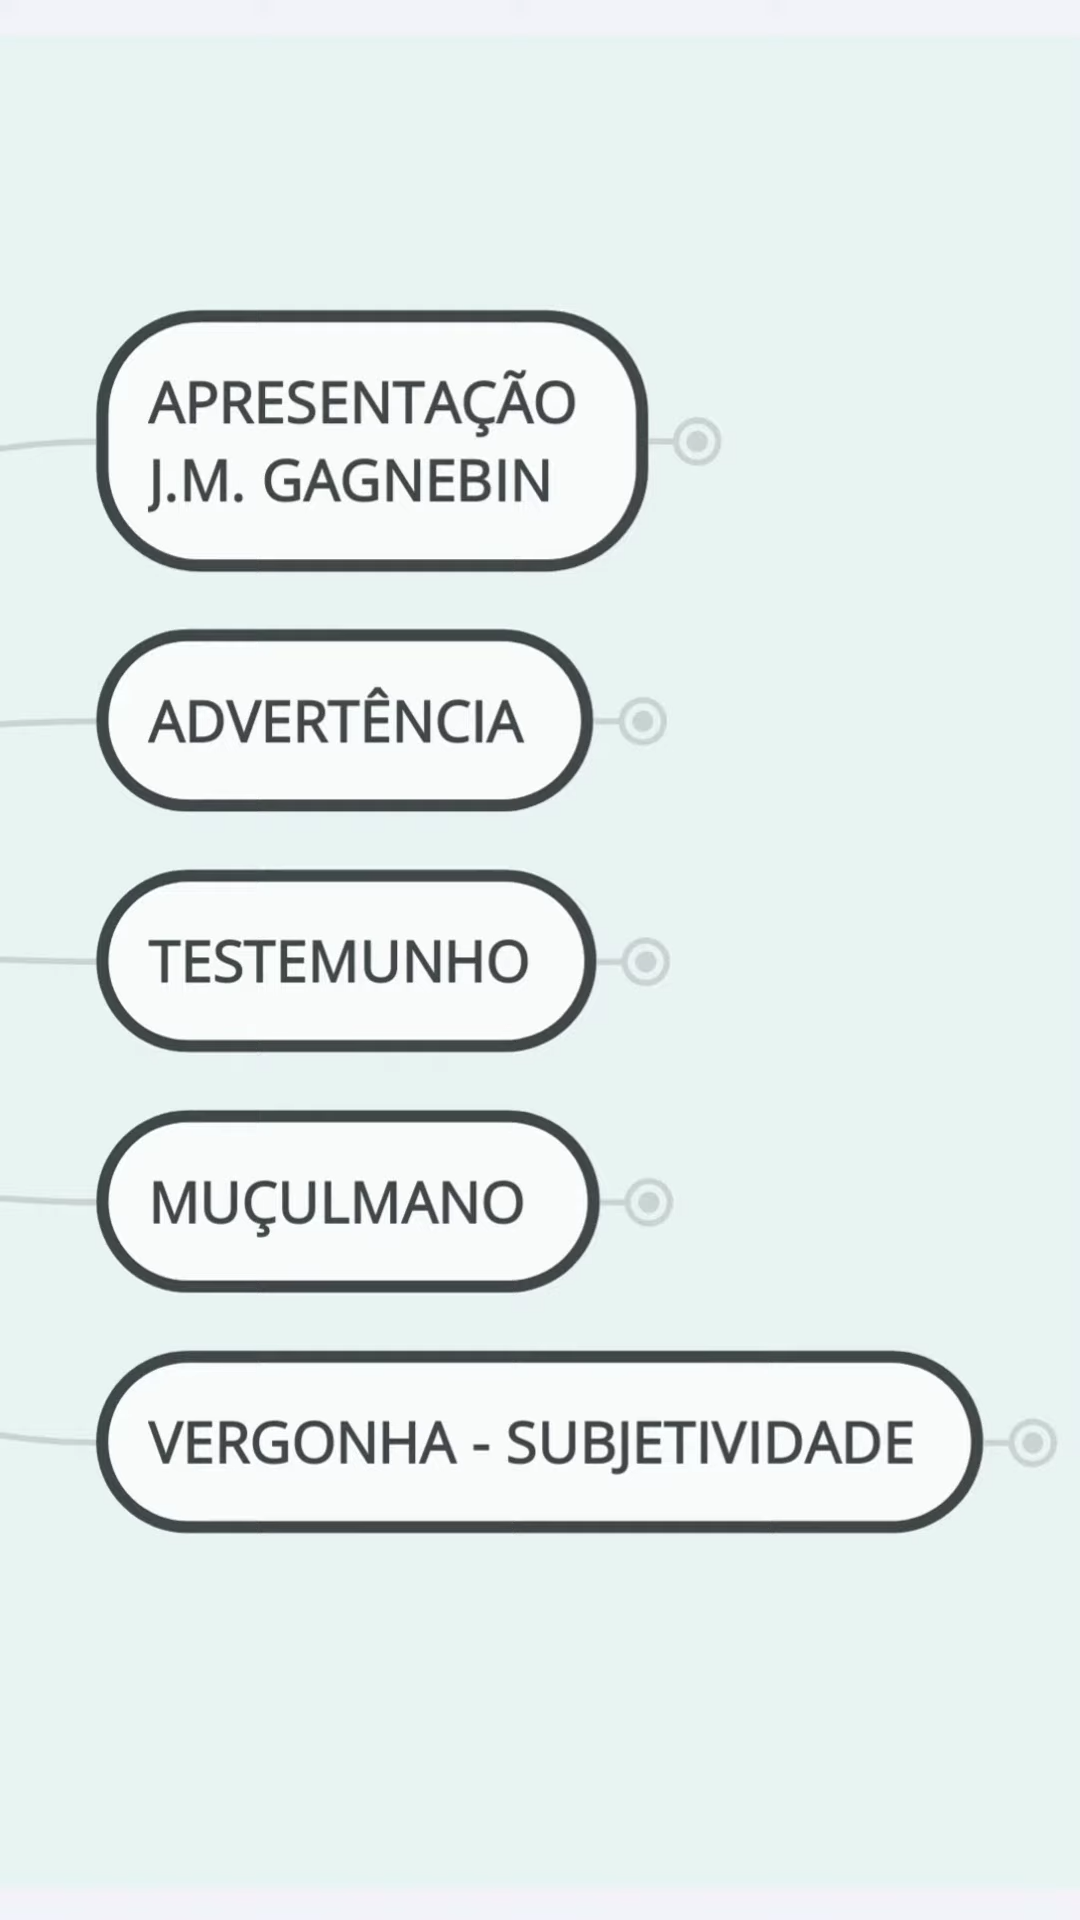 APRESENTAÇÃO
J.M. GAGNEBIN
ADVERTÊNCIA
TESTEMUNHO
MUÇULMANO
VERGONHA - SUBJETIVIDADE